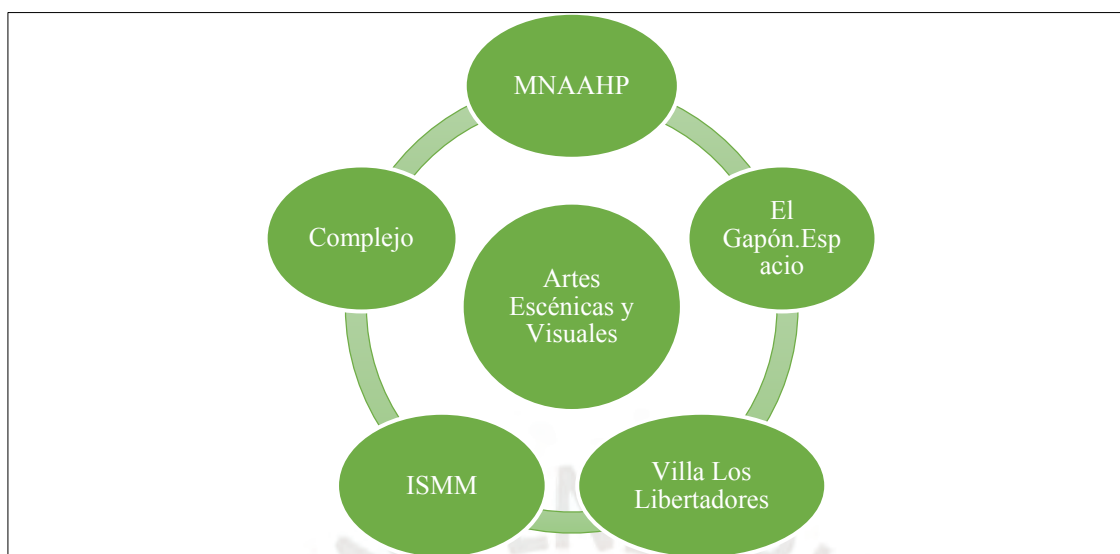 MNAAHP
El
Gapón.Esp
acio
Complejo
Artes
Escénicas y
Visuales
ISMM
Villa Los
Libertadores